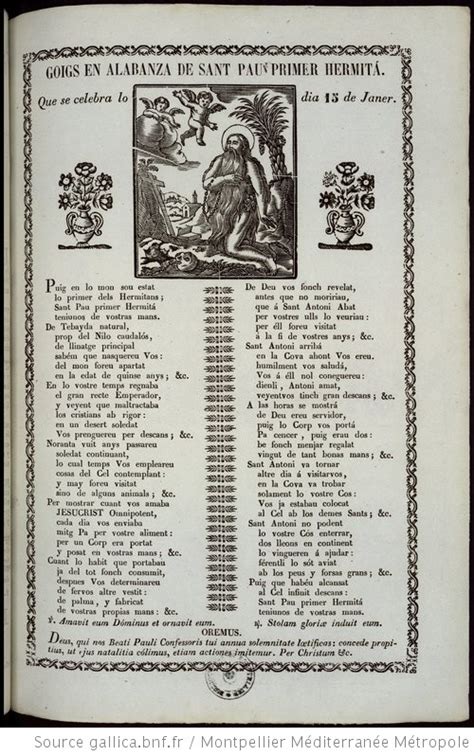 GOIGS EN ALABANZA DE SANT PAU, PRIMER HERMITÁ.
Que se celebra lo dia 15 de Janer.
Puig en lo mon sou estat
lo primer dels Hermitans;
Sant Pau primer Hermitá
teniunos de vostras mans.
De Tebayda natural,
prop del Nilo caudalós,
de llinatge principal
sabém que nasquereu Vos:
del mon foreu apartat
en la edat de quinse anys; &c.
En lo vostre temps regnaba
el gran recte Emperador,
y veyent que maltractaba
los cristians ab rigor:
en un desert soledat
Vos prenguereu per descans; &c.
Noranta vuit anys passareu
soledat continuant,
lo cual temps Vos empleareu
cosas del Cel contemplant:
y may foreu visitat
sino de alguns animals; &c.
Per mostrar cuant vos amaba
JESUCRIST Omnipotent,
cada dia vos enviaba
mitg Pa per vostre aliment:
per un Corp era portat
y posat en vostras mans; &c.
Cuant lo habit que portabau
ja del tot fonch consumit,
despues Vos determinareu
de fervos altre vestit:
de palma, y fabricat
de vostras propias mans: &c.
De Deu vos fonch revelat,
antes que no moririau,
que á Sant Antoni Abat
per vostres ulls lo veuriau:
per éll foreu visitat
á la fi de vostres anys; &c.
Sant Antoni arribá
en la Cova ahont Vos ereu.
humilment vos saludá,
Vos á éll nol coneguereu:
dienli, Antoni amat,
veyentvos tinch gran descans; &c.
A las horas se mostrá
de Deu ereu servidor,
puig lo Corp vos portá
Pa cencer, puig erau dos:
be fonch menjar regalat
vingut de tant bonas mans; &c.
Sant Antoni va tornar
altre dia á visitarvos,
en la Cova va trobar
solament lo vostre Cos:
Vos ja estabau colocat
al Cel ab los demes Sants; &c.
Sant Antoni no podent
lo vostre Cós enterrar,
dos lleons en continent
lo vingueren á ajudar:
férentli lo sót aviat
ab los peus y forsas grans; &c.
Puig que habéu alcansat
al Cel infinit descans:
Sant Pau primer Hermitá
teniunos de vostras mans.
℣. Amavit eum Dóminus et ornávit eum. ℟. Stolam gloriæ induit eum.
OREMUS.
Deus, qui nos Beati Pauli Confessoris tui annua solemnitate lœtificas: concede propi-
tius, ut ejus natalitia cólimus, etiam actiones imitemur. Per Christum &c.
Source gallica.bnf.fr / Montpellier Méditerranée Métropole